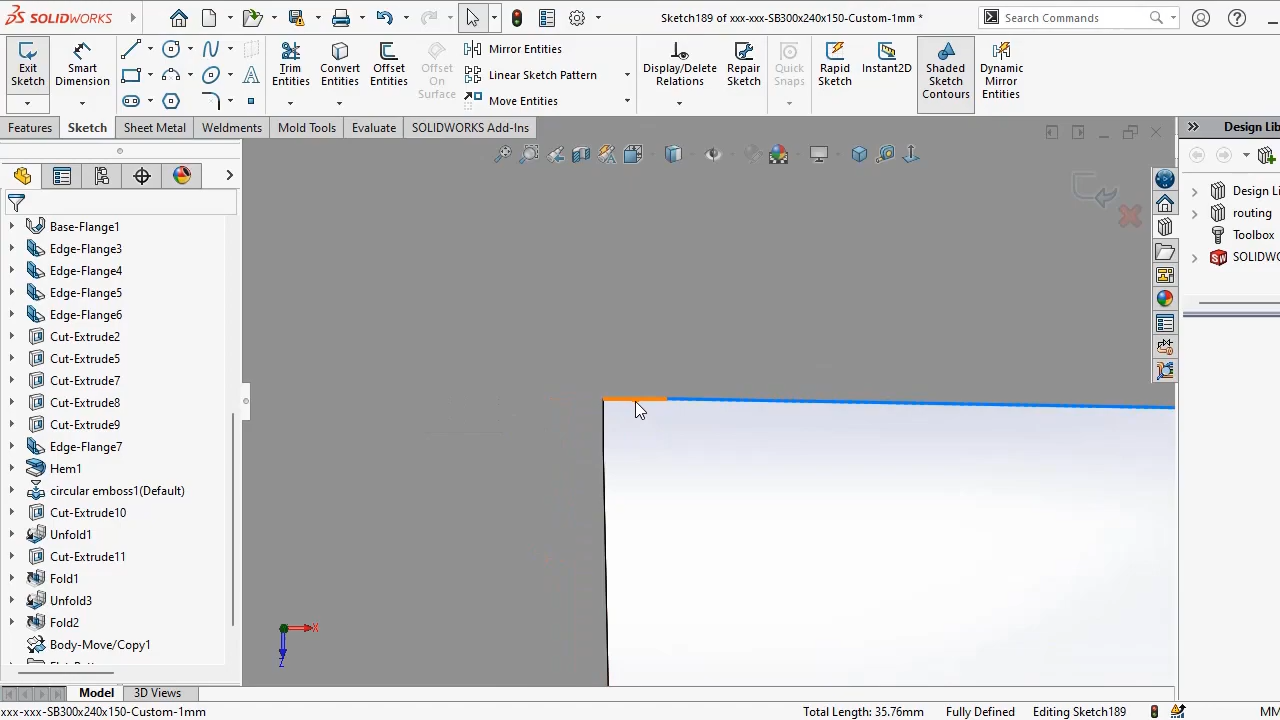 SOLIDWORKS
Sketch189 of xxx-xxx-SB300x240x150-Custom-1mm *
Search Commands
Exit Sketch
Smart Dimension
Trim Entities
Convert Entities
Offset Entities
Offset On Surface
Mirror Entities
Linear Sketch Pattern
Move Entities
Display/Delete Relations
Repair Sketch
Quick Snaps
Rapid Sketch
Instant2D
Shaded Sketch Contours
Dynamic Mirror Entities
Features
Sketch
Sheet Metal
Weldments
Mold Tools
Evaluate
SOLIDWORKS Add-Ins
Design Lib
Design Li
routing
Toolbox
SOLIDWO
Base-Flange1
Edge-Flange3
Edge-Flange4
Edge-Flange5
Edge-Flange6
Cut-Extrude2
Cut-Extrude5
Cut-Extrude7
Cut-Extrude8
Cut-Extrude9
Edge-Flange7
Hem1
circular emboss1(Default)
Cut-Extrude10
Unfold1
Cut-Extrude11
Fold1
Unfold3
Fold2
Body-Move/Copy1
X
Z
Model
3D Views
xxx-xxx-SB300x240x150-Custom-1mm
Total Length: 35.76mm
Fully Defined
Editing Sketch189
MM